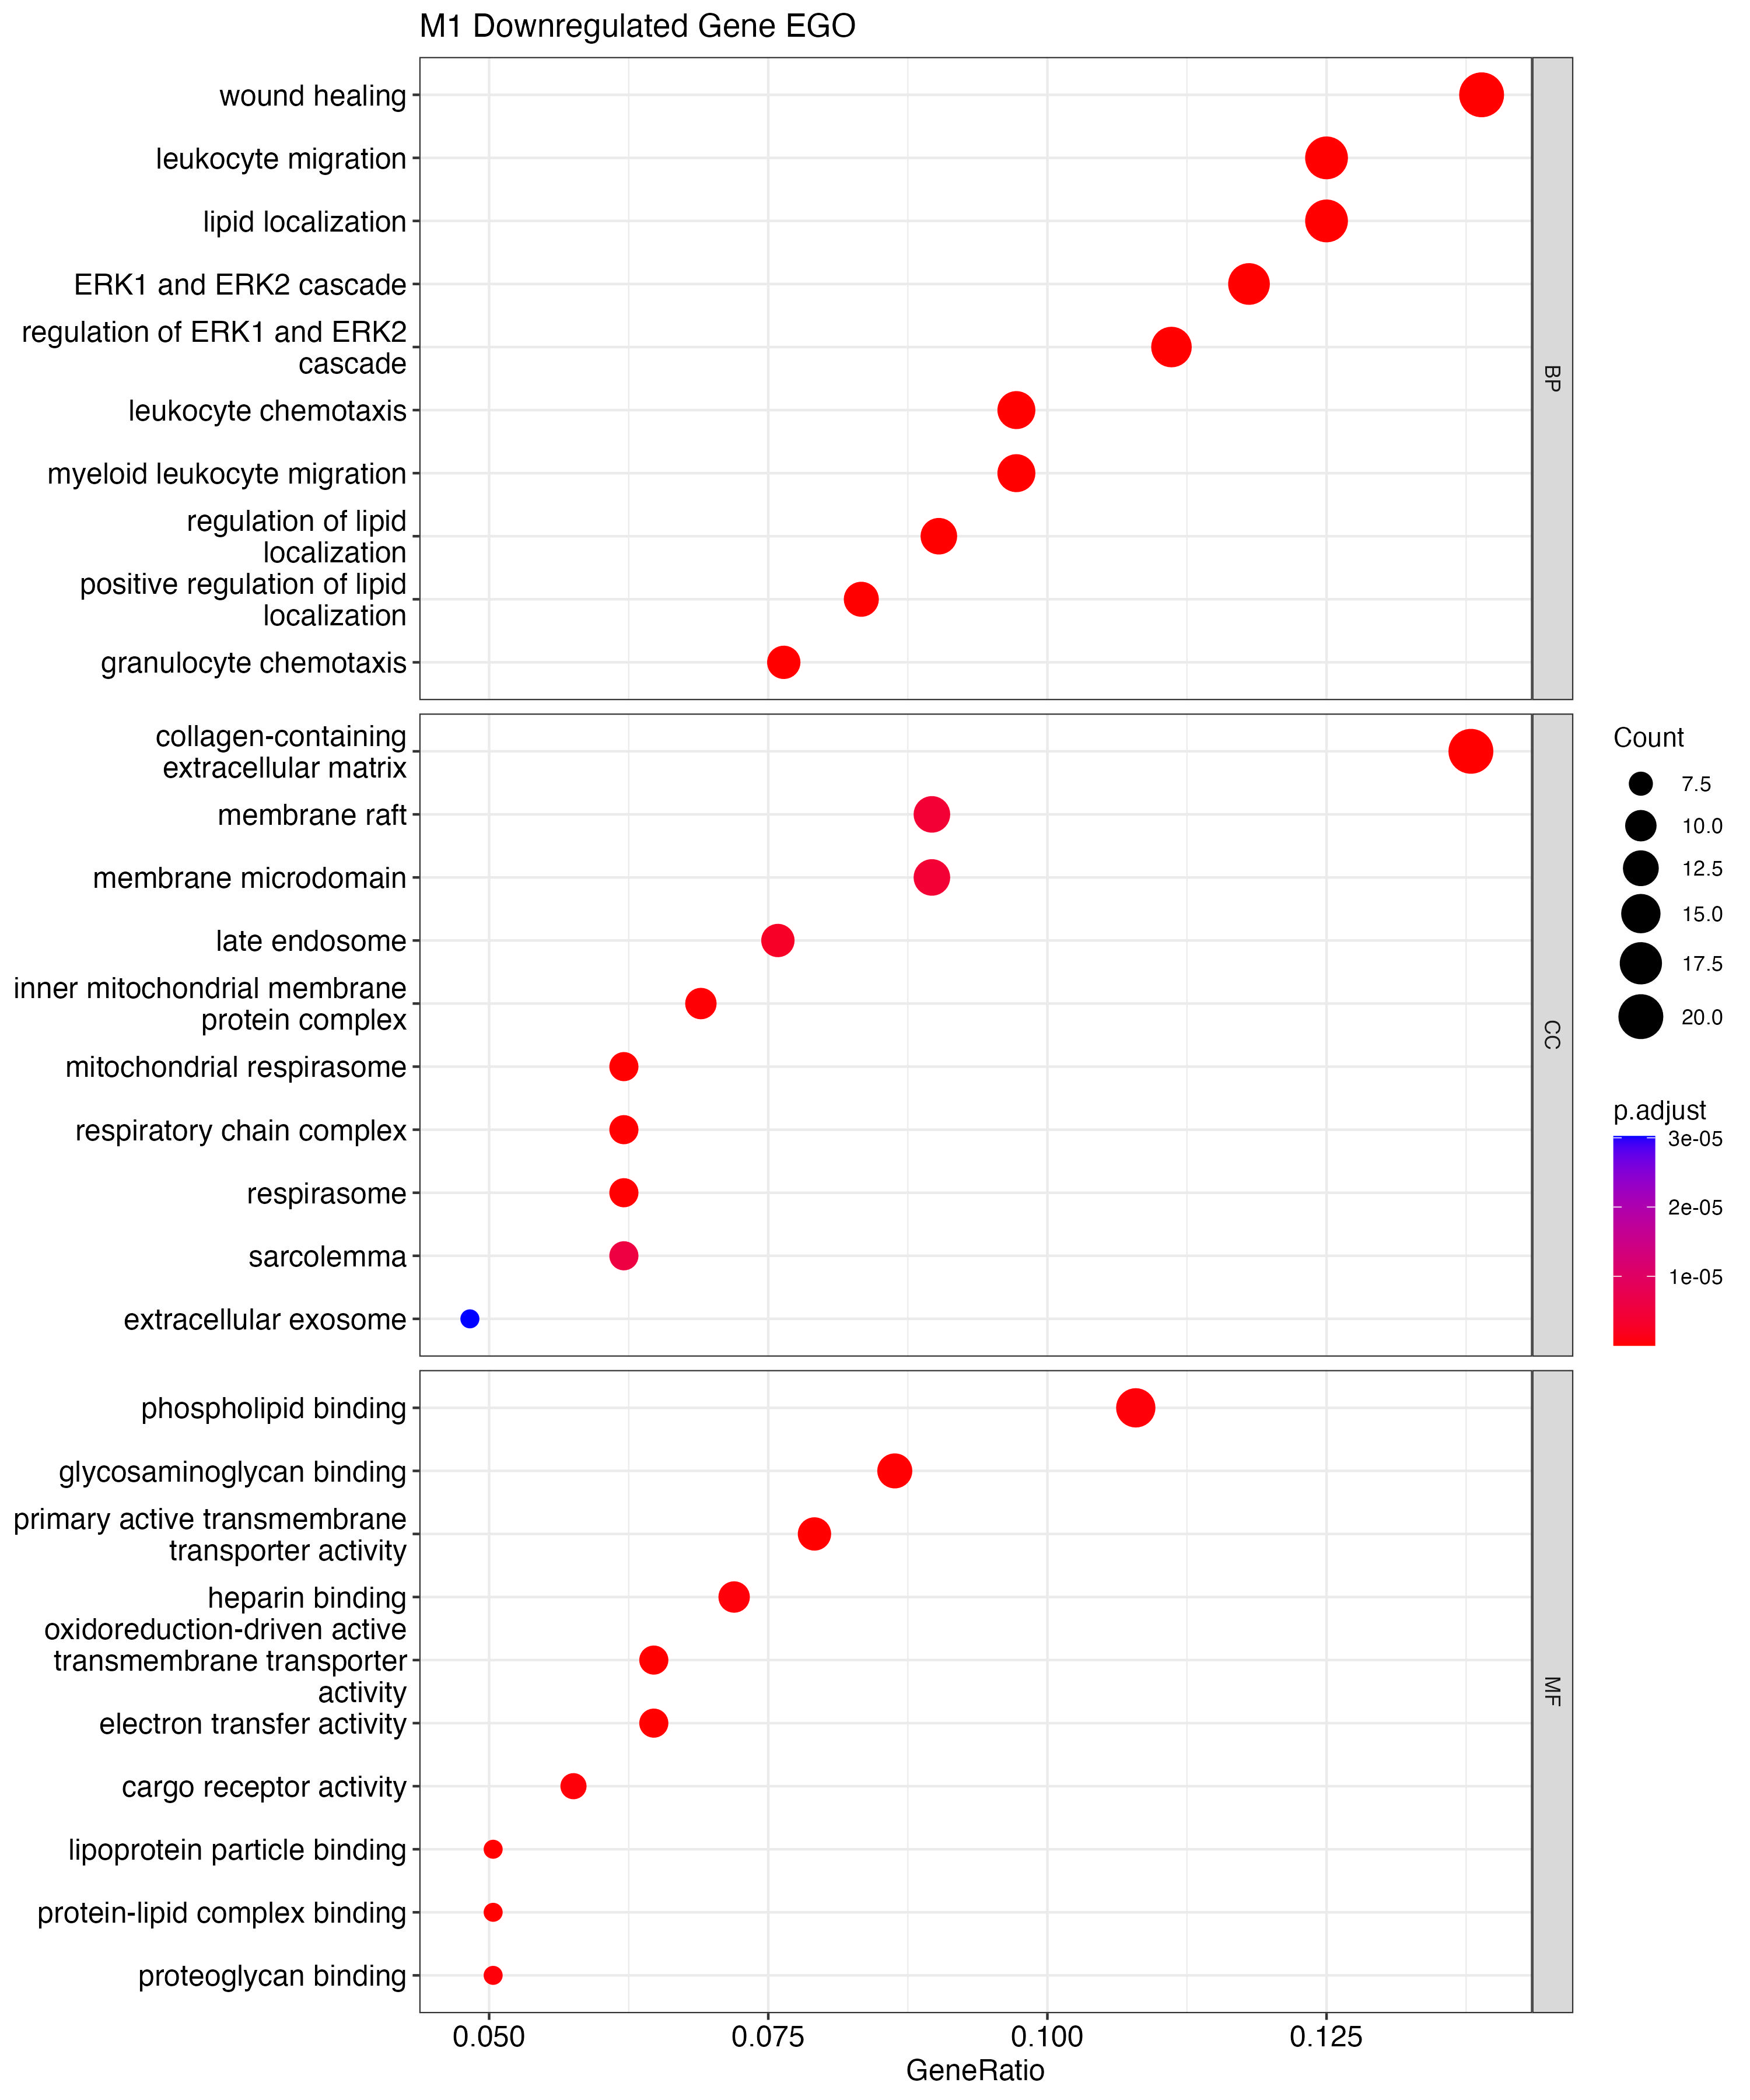 M1 Downregulated Gene EGO
wound healing
leukocyte migration
lipid localization
ERK1 and ERK2 cascade
regulation of ERK1 and ERK2
cascade
leukocyte chemotaxis
myeloid leukocyte migration
regulation of lipid
localization
positive regulation of lipid
localization
granulocyte chemotaxis
BP
collagen-containing
extracellular matrix
membrane raft
membrane microdomain
late endosome
inner mitochondrial membrane
protein complex
mitochondrial respirasome
respiratory chain complex
respirasome
sarcolemma
extracellular exosome
CC
phospholipid binding
glycosaminoglycan binding
primary active transmembrane
transporter activity
heparin binding
oxidoreduction-driven active
transmembrane transporter
activity
electron transfer activity
cargo receptor activity
lipoprotein particle binding
protein-lipid complex binding
proteoglycan binding
MF
0.050 0.075 0.100 0.125
GeneRatio
Count
7.5
10.0
12.5
15.0
17.5
20.0
p.adjust
3e-05
2e-05
1e-05